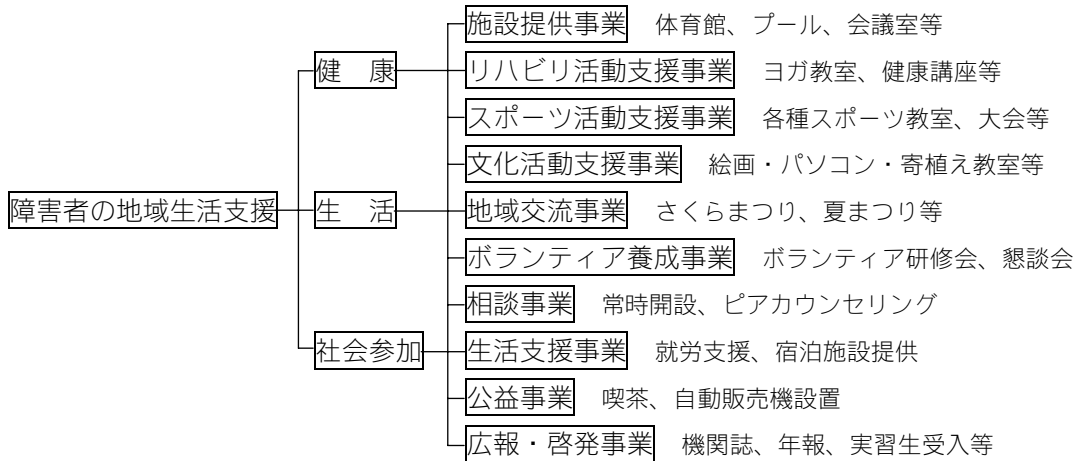 施設提供事業 体育館、プール、会議室等
健 康 リハビリ活動支援事業 ヨガ教室、健康講座等
スポーツ活動支援事業 各種スポーツ教室、大会等
文化活動支援事業 絵画・パソコン・寄植え教室等
障害者の地域生活支援 生 活 地域交流事業 さくらまつり、夏まつり等
ボランティア養成事業 ボランティア研修会、懇談会
相談事業 常時開設、ピアカウンセリング
社会参加 生活支援事業 就労支援、宿泊施設提供
公益事業 喫茶、自動販売機設置
広報・啓発事業 機関誌、年報、実習生受入等